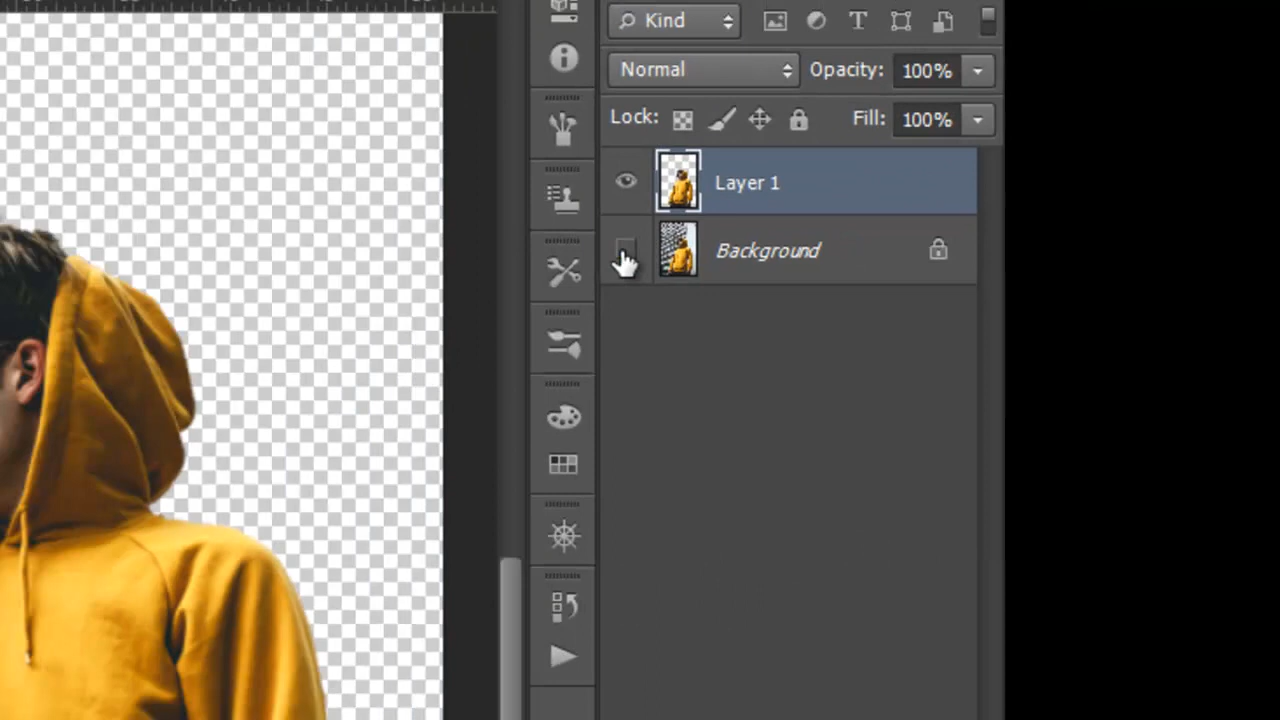 Kind
Normal
Opacity: 100%
Lock:
Fill: 100%
Layer 1
Background